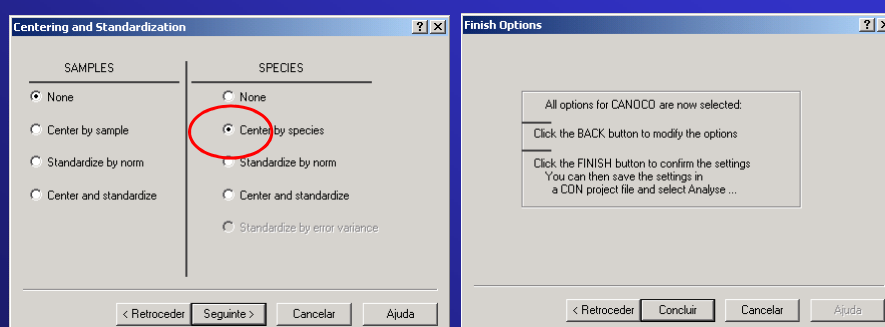 Centering and Standardization
SAMPLES
None
Center by sample
Standardize by norm
Center and standardize
SPECIES
None
Center by species
Standardize by norm
Center and standardize
Standardize by error variance
< Retroceder
Seguinte >
Cancelar
Ajuda
Finish Options
All options for CANOCO are now selected:
Click the BACK button to modify the options
Click the FINISH button to confirm the settings
You can then save the settings in
a CON project file and select Analyse ...
< Retroceder
Concluir
Cancelar
Ajuda